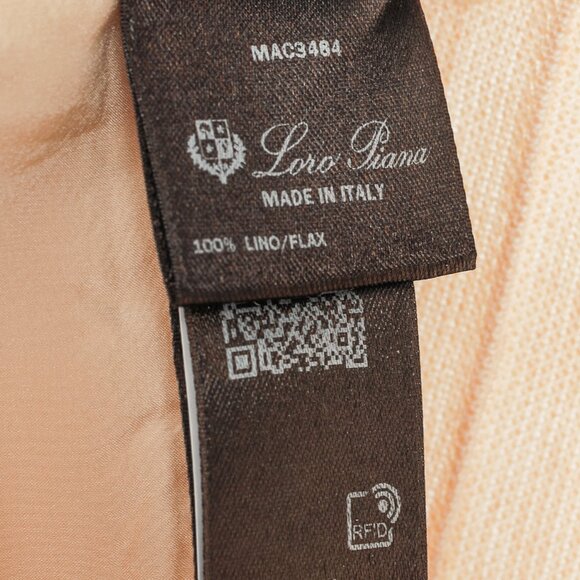 MAC3484
Loro Piana
MADE IN ITALY
100% LINO/FLAX
RFID